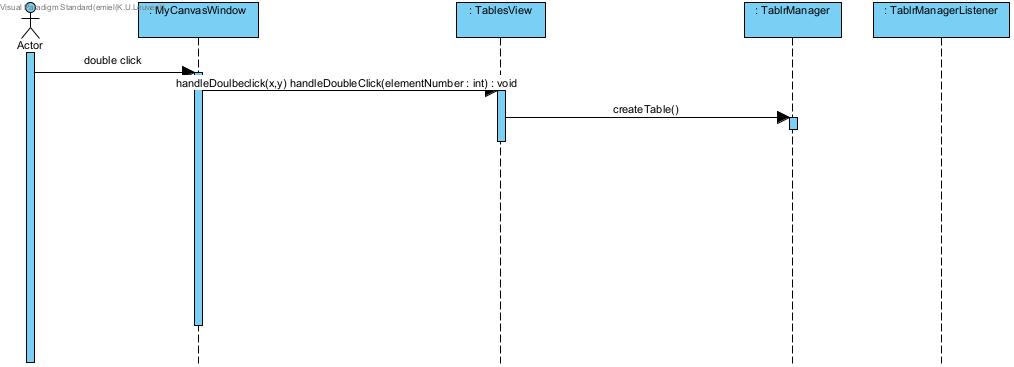 Visual Paradigm Standard(emiel(K.U.Leuven))
: MyCanvasWindow
: TablesView
: TablrManager
: TablrManagerListener
Actor
double click
handleDoulbeclick(x,y) handleDoubleClick(elementNumber : int) : void
createTable()